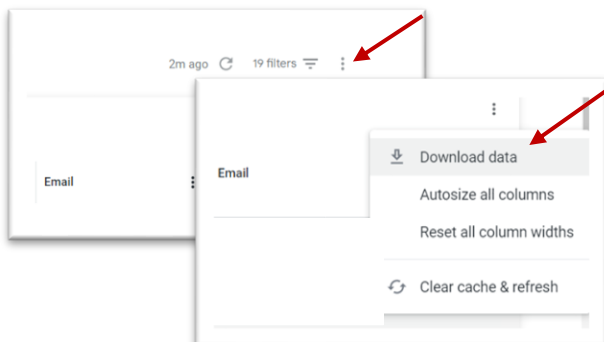 2m ago 19 filters
Email
Email
Download data
Autosize all columns
Reset all column widths
Clear cache & refresh